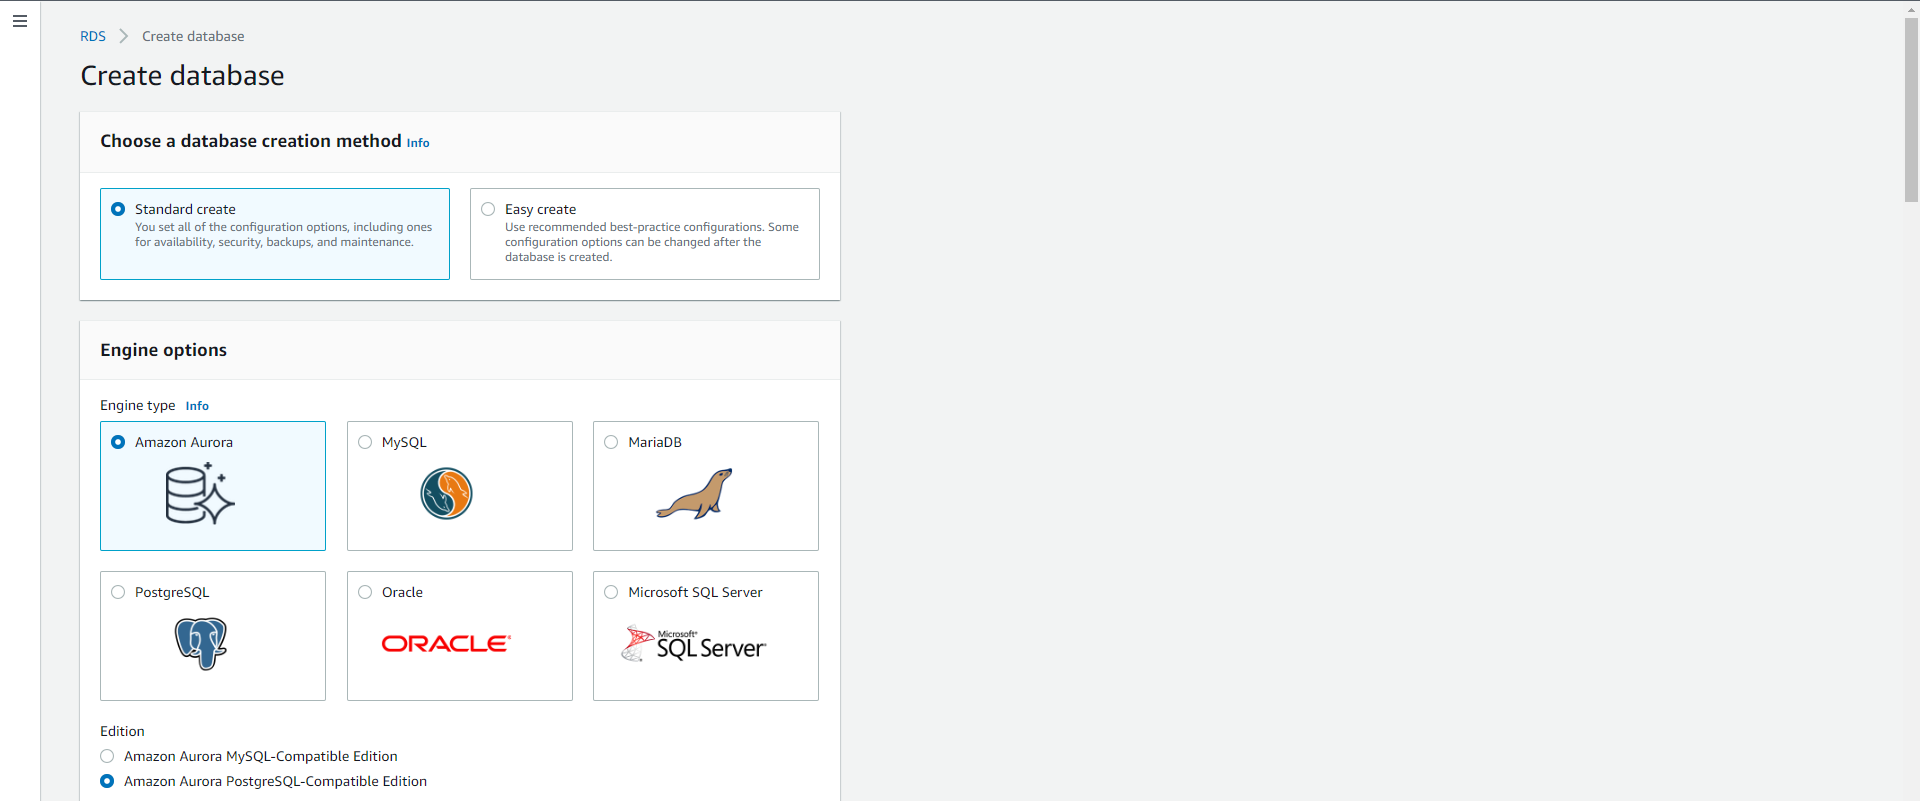 RDS
Create database
Create database
Choose a database creation method Info
Standard create
You set all of the configuration options, including ones
for availability, security, backups, and maintenance.
Easy create
Use recommended best-practice configurations. Some
configuration options can be changed after the
database is created.
Engine options
Engine type Info
Amazon Aurora
MySQL
MariaDB
PostgreSQL
Oracle
ORACLE®
Microsoft SQL Server
Microsoft®
SQL Server®
Edition
Amazon Aurora MySQL-Compatible Edition
Amazon Aurora PostgreSQL-Compatible Edition